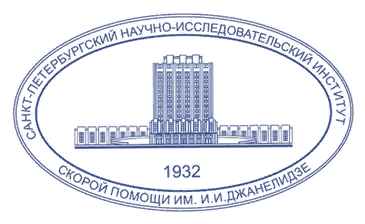 САНКТ-ПЕТЕРБУРГСКИЙ НАУЧНО-ИССЛЕДОВАТЕЛЬСКИЙ ИНСТИТУТ
1932
СКОРОЙ ПОМОЩИ ИМ. И.И.ДЖАНЕЛИДЗЕ